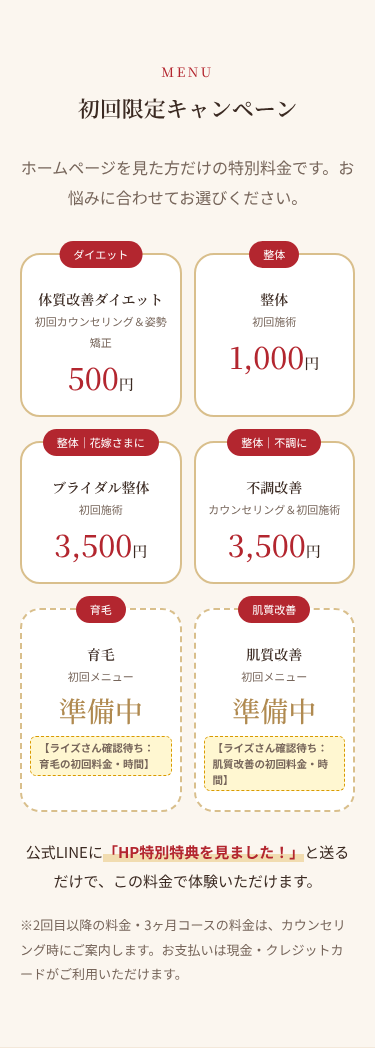 MENU
初回限定キャンペーン
ホームページを見た方だけの特別料金です。お
悩みに合わせてお選びください。
ダイエット
体質改善ダイエット
初回カウンセリング＆姿勢
矯正
500円
整体
整体
初回施術
1,000円
整体｜花嫁さまに
ブライダル整体
初回施術
3,500円
整体｜不調に
不調改善
カウンセリング＆初回施術
3,500円
育毛
育毛
初回メニュー
準備中
【ライズさん確認待ち：
育毛の初回料金・時間】
肌質改善
肌質改善
初回メニュー
準備中
【ライズさん確認待ち：
肌質改善の初回料金・時
間】
公式LINEに「HP特別特典を見ました！」と送る
だけで、この料金で体験いただけます。
※2回目以降の料金・3ヶ月コースの料金は、カウンセリ
ング時にご案内します。お支払いは現金・クレジットカ
ードがご利用いただけます。